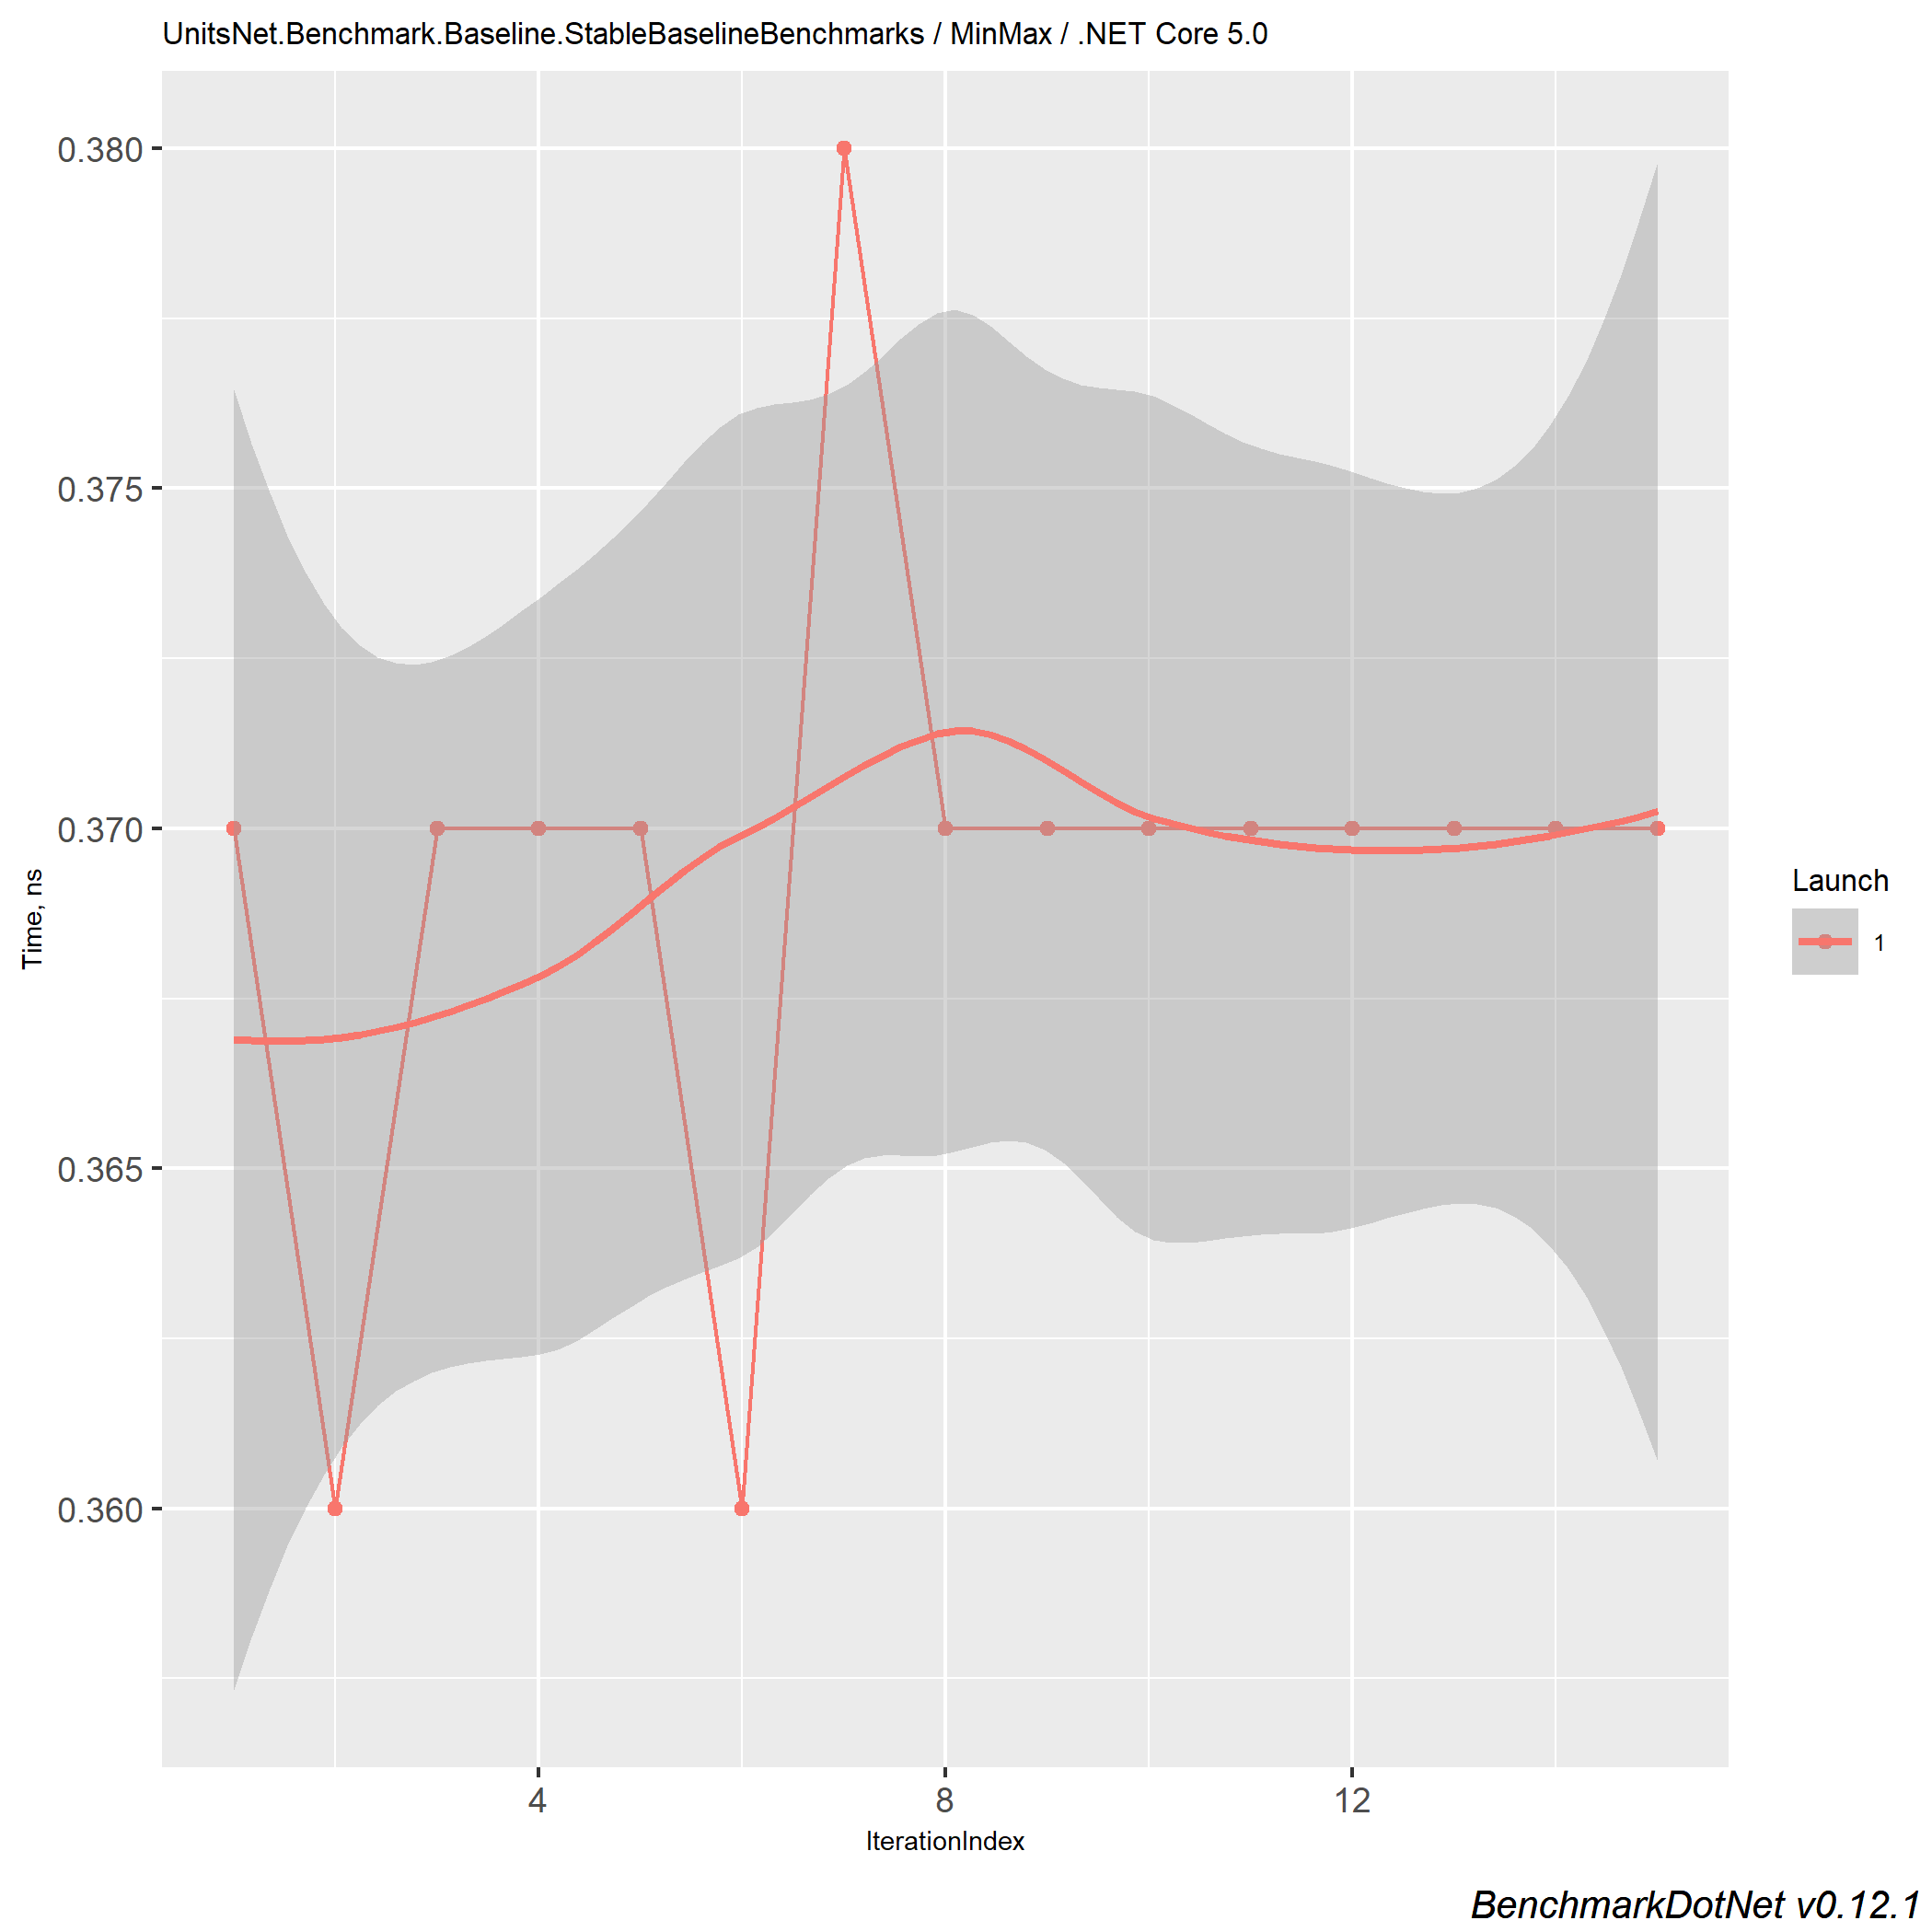 UnitsNet.Benchmark.Baseline.StableBaselineBenchmarks / MinMax / .NET Core 5.0
0.380
0.375
0.370
0.365
0.360
Time, ns
Launch
1
4 8 12
IterationIndex
BenchmarkDotNet v0.12.1